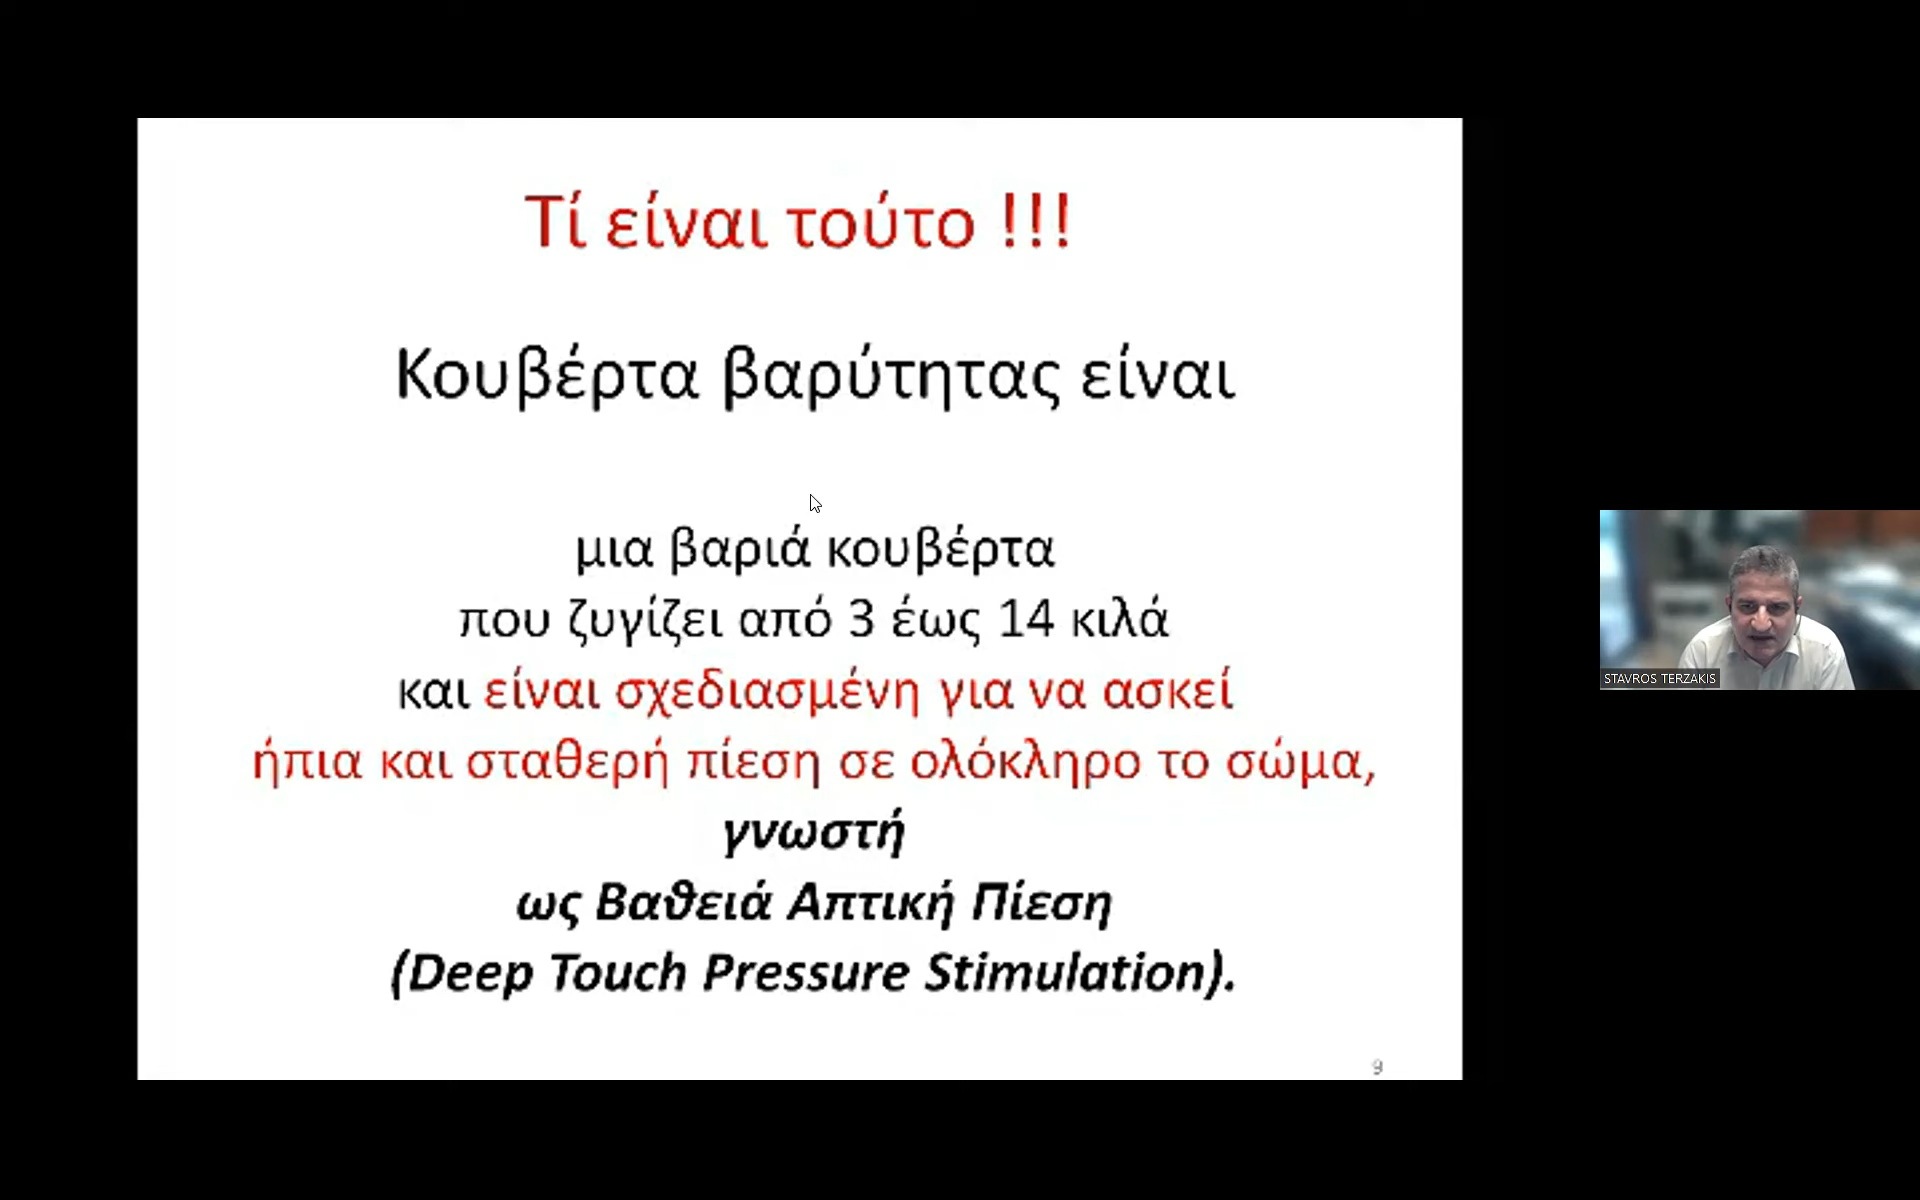 Τί είναι τούτο !!!
Κουβέρτα βαρύτητας είναι
μια βαριά κουβέρτα
που ζυγίζει από 3 έως 14 κιλά
και είναι σχεδιασμένη για να ασκεί
ήπια και σταθερή πίεση σε ολόκληρο το σώμα,
γνωστή
ως Βαθειά Απτική Πίεση
(Deep Touch Pressure Stimulation).
9
STAVROS TERZAKIS